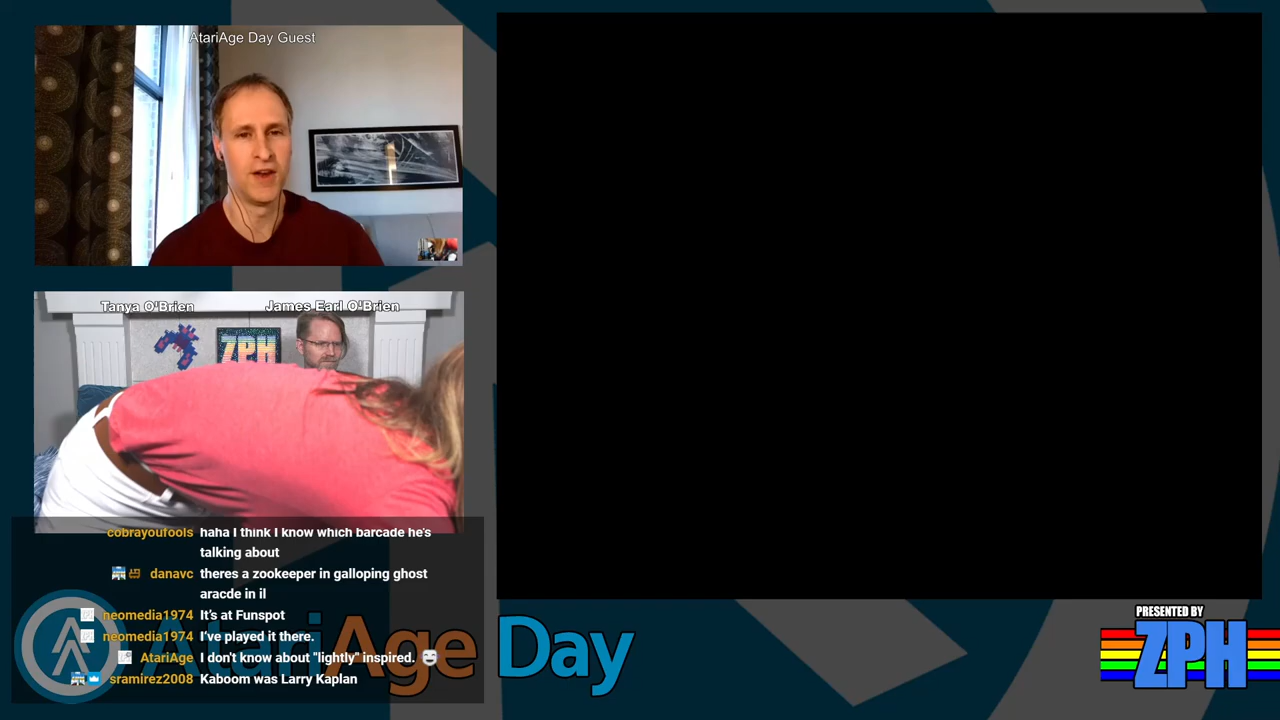 AtariAge Day Guest
Tanya O'Brien
James Earl O'Brien
ZPH
cobrayoufools haha I think I know which barcade he's
talking about
danavc theres a zookeeper in galloping ghost
aracde in il
neomedia1974 It's at Funspot
neomedia1974 I've played it there.
AtariAge I don't know about "lightly" inspired.
sramirez2008 Kaboom was Larry Kaplan
AtariAge Day
PRESENTED BY
ZPH